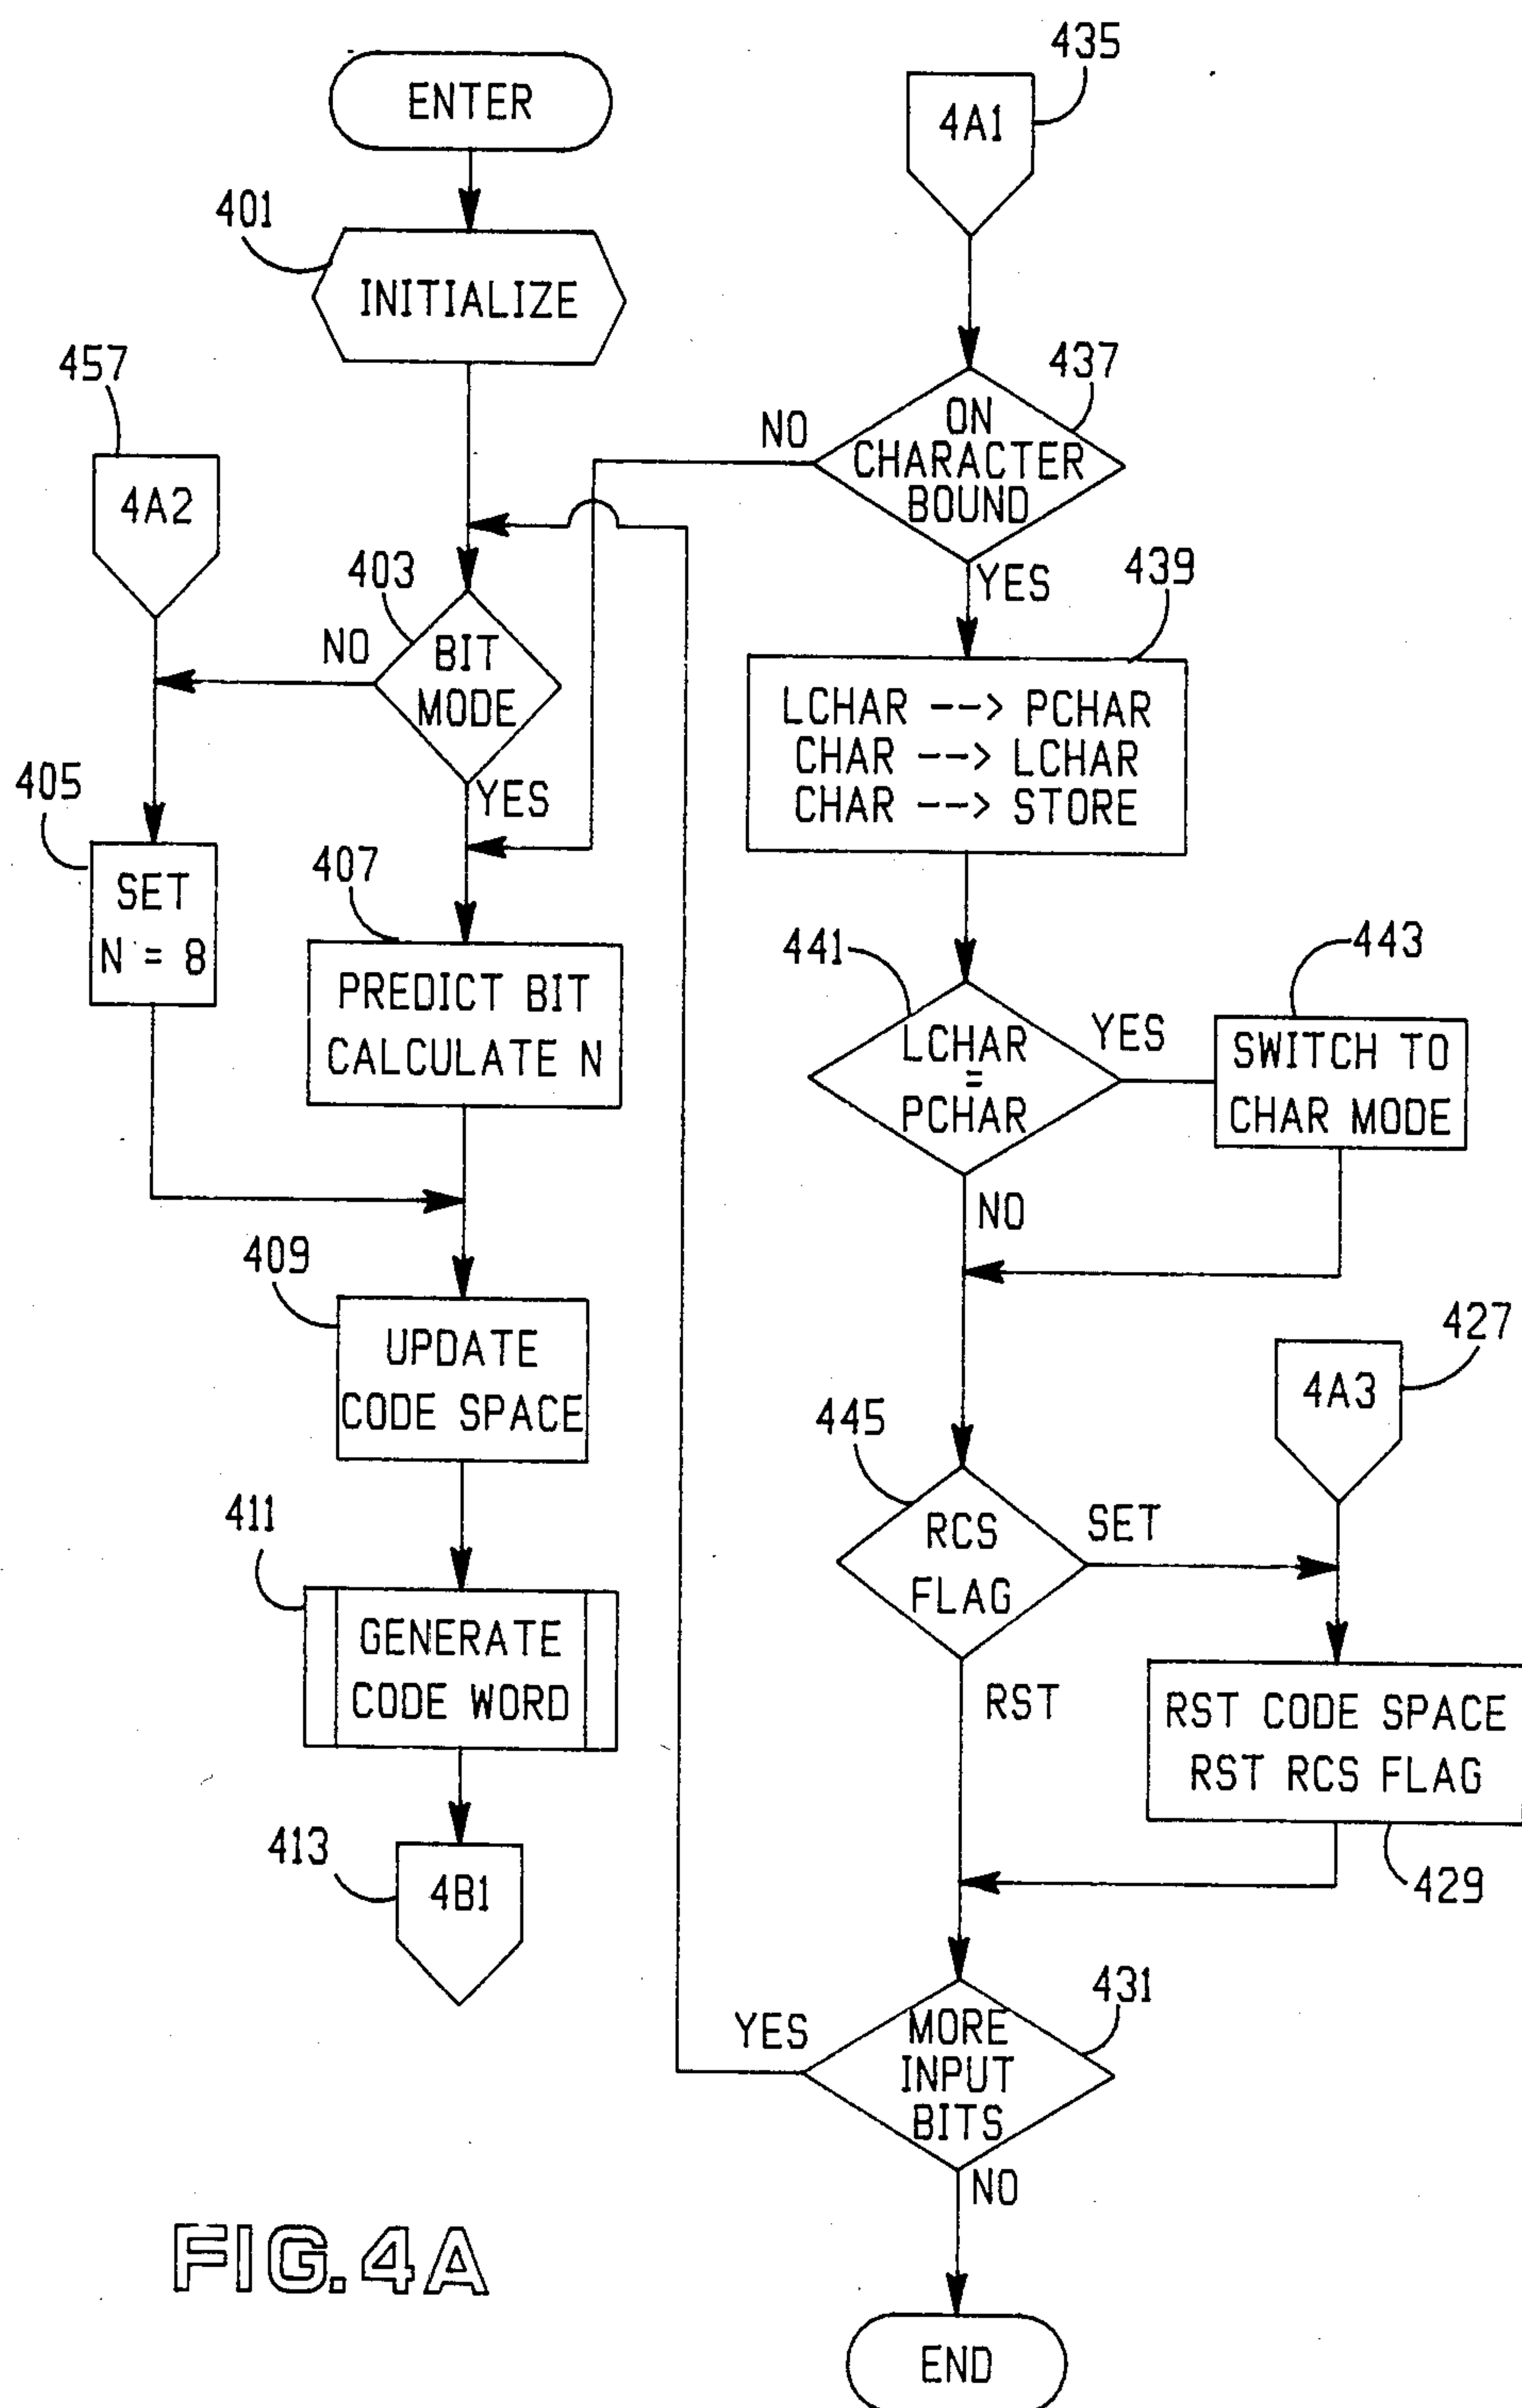 ENTER
401
INITIALIZE
457
4A2
403
NO
BIT
MODE
YES
405
SET
N = 8
407
PREDICT BIT
CALCULATE N
409
UPDATE
CODE SPACE
411
GENERATE
CODE WORD
413
4B1
435
4A1
437
NO
ON
CHARACTER
BOUND
YES
439
LCHAR --> PCHAR
CHAR --> LCHAR
CHAR --> STORE
441
LCHAR
=
PCHAR
YES
443
SWITCH TO
CHAR MODE
NO
427
4A3
445
RCS
FLAG
SET
RST
RST CODE SPACE
RST RCS FLAG
429
431
YES
MORE
INPUT
BITS
NO
END
FIG.4A